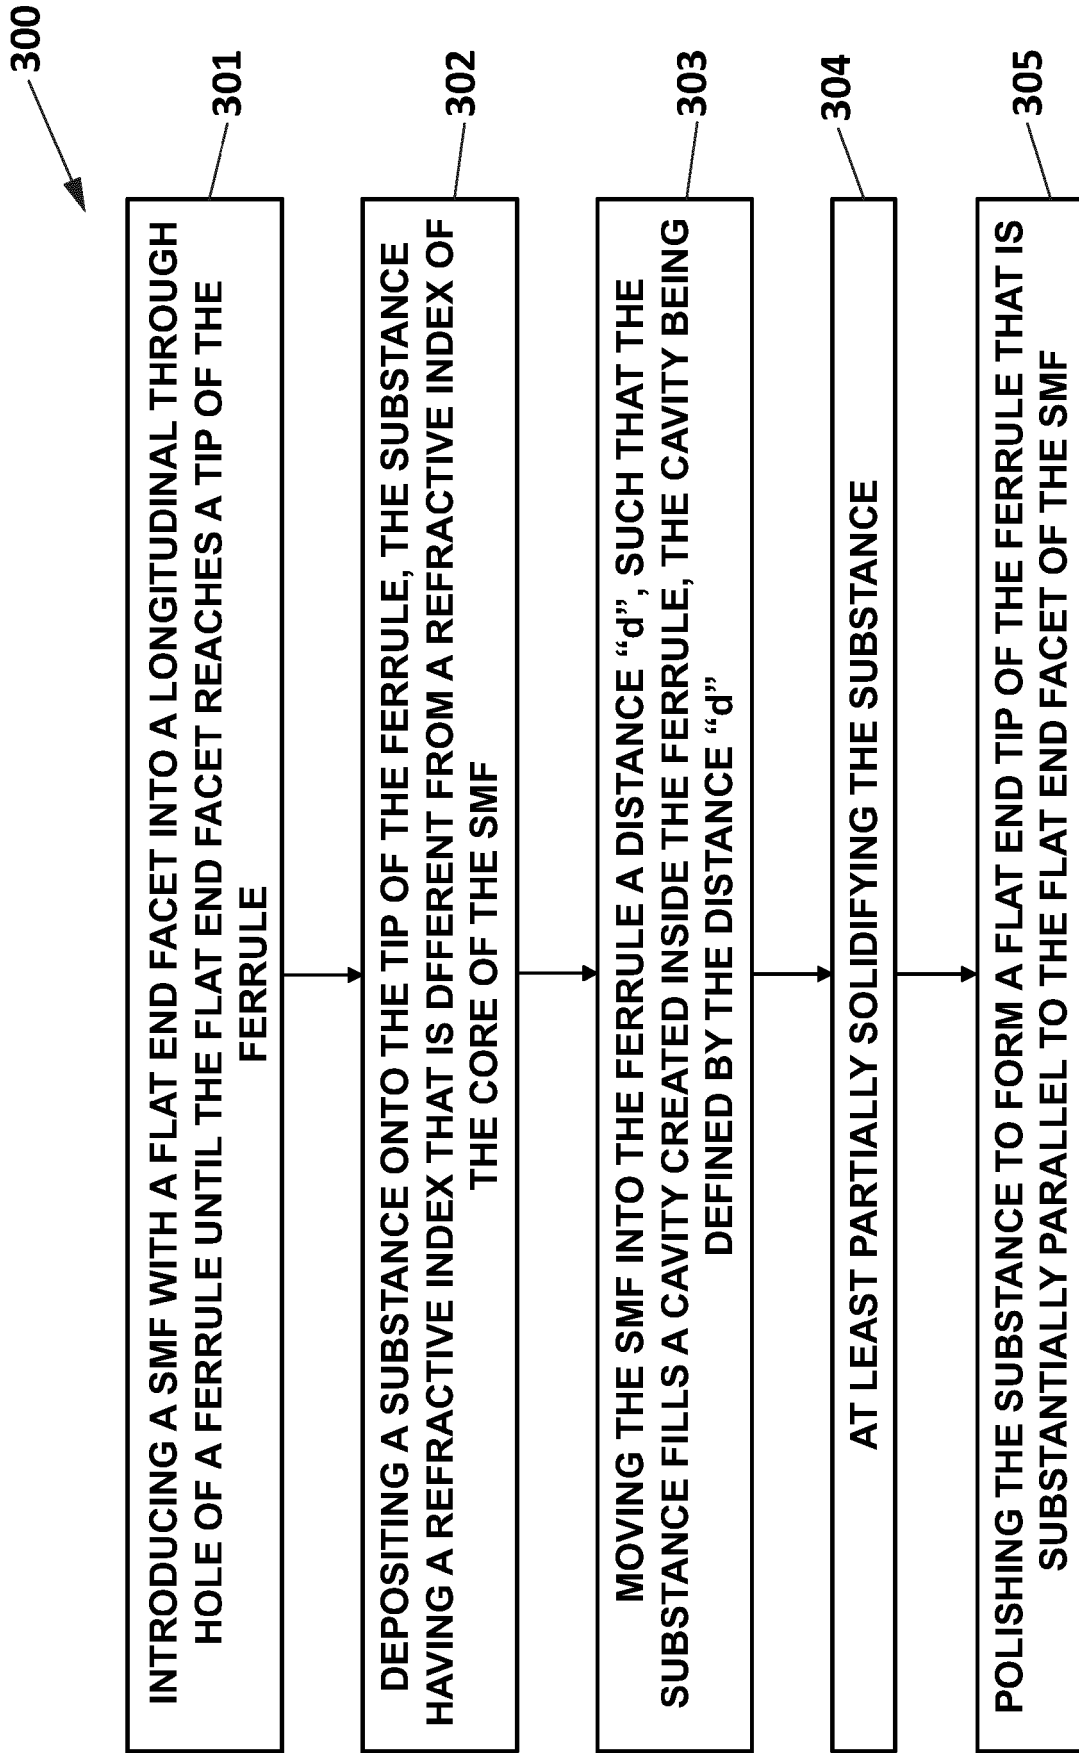 300
INTRODUCING A SMF WITH A FLAT END FACET INTO A LONGITUDINAL THROUGH
HOLE OF A FERRULE UNTIL THE FLAT END FACET REACHES A TIP OF THE
FERRULE
301
DEPOSITING A SUBSTANCE ONTO THE TIP OF THE FERRULE, THE SUBSTANCE
HAVING A REFRACTIVE INDEX THAT IS DFFERENT FROM A REFRACTIVE INDEX OF
THE CORE OF THE SMF
302
MOVING THE SMF INTO THE FERRULE A DISTANCE “d”, SUCH THAT THE
SUBSTANCE FILLS A CAVITY CREATED INSIDE THE FERRULE, THE CAVITY BEING
DEFINED BY THE DISTANCE “d”
303
AT LEAST PARTIALLY SOLIDIFYING THE SUBSTANCE
304
POLISHING THE SUBSTANCE TO FORM A FLAT END TIP OF THE FERRULE THAT IS
SUBSTANTIALLY PARALLEL TO THE FLAT END FACET OF THE SMF
305